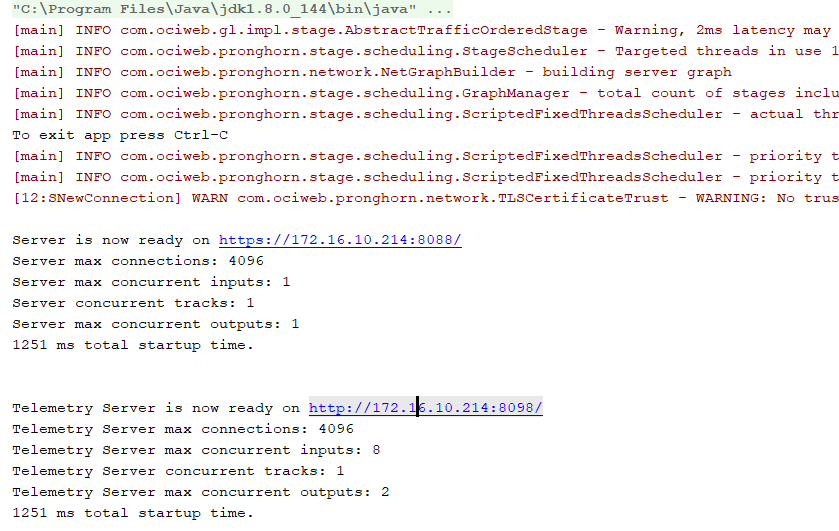 "C:\Program Files\Java\jdk1.8.0_144\bin\java" ...
[main] INFO com.ociweb.gl.impl.stage.AbstractTrafficOrderedStage - Warning, 2ms latency may
[main] INFO com.ociweb.pronghorn.stage.scheduling.StageScheduler - Targeted threads in use 1
[main] INFO com.ociweb.pronghorn.network.NetGraphBuilder - building server graph
[main] INFO com.ociweb.pronghorn.stage.scheduling.GraphManager - total count of stages inclu
[main] INFO com.ociweb.pronghorn.stage.scheduling.ScriptedFixedThreadsScheduler - actual thr
To exit app press Ctrl-C
[main] INFO com.ociweb.pronghorn.stage.scheduling.ScriptedFixedThreadsScheduler - priority t
[main] INFO com.ociweb.pronghorn.stage.scheduling.ScriptedFixedThreadsScheduler - priority t
[12:SNewConnection] WARN com.ociweb.pronghorn.network.TLSCertificateTrust - WARNING: No trus
Server is now ready on https://172.16.10.214:8088/
Server max connections: 4096
Server max concurrent inputs: 1
Server concurrent tracks: 1
Server max concurrent outputs: 1
1251 ms total startup time.
Telemetry Server is now ready on http://172.16.10.214:8098/
Telemetry Server max connections: 4096
Telemetry Server max concurrent inputs: 8
Telemetry Server concurrent tracks: 1
Telemetry Server max concurrent outputs: 2
1251 ms total startup time.